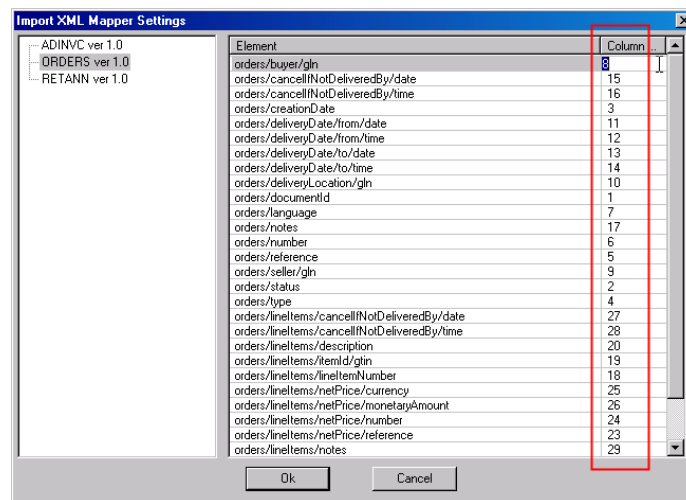 Import XML Mapper Settings
ADINVC ver 1.0
ORDERS ver 1.0
RETANN ver 1.0
Element Column ..
orders/buyer/gln 8
orders/cancelIfNotDeliveredBy/date 15
orders/cancelIfNotDeliveredBy/time 16
orders/creationDate 3
orders/deliveryDate/from/date 11
orders/deliveryDate/from/time 12
orders/deliveryDate/to/date 13
orders/deliveryDate/to/time 14
orders/deliveryLocation/gln 10
orders/documentId 1
orders/language 7
orders/notes 17
orders/number 6
orders/reference 5
orders/seller/gln 9
orders/status 2
orders/type 4
orders/lineItems/cancelIfNotDeliveredBy/date 27
orders/lineItems/cancelIfNotDeliveredBy/time 28
orders/lineItems/description 20
orders/lineItems/itemId/gtin 19
orders/lineItems/lineItemNumber 18
orders/lineItems/netPrice/currency 25
orders/lineItems/netPrice/monetaryAmount 26
orders/lineItems/netPrice/number 24
orders/lineItems/netPrice/reference 23
orders/lineItems/notes 29
Ok Cancel